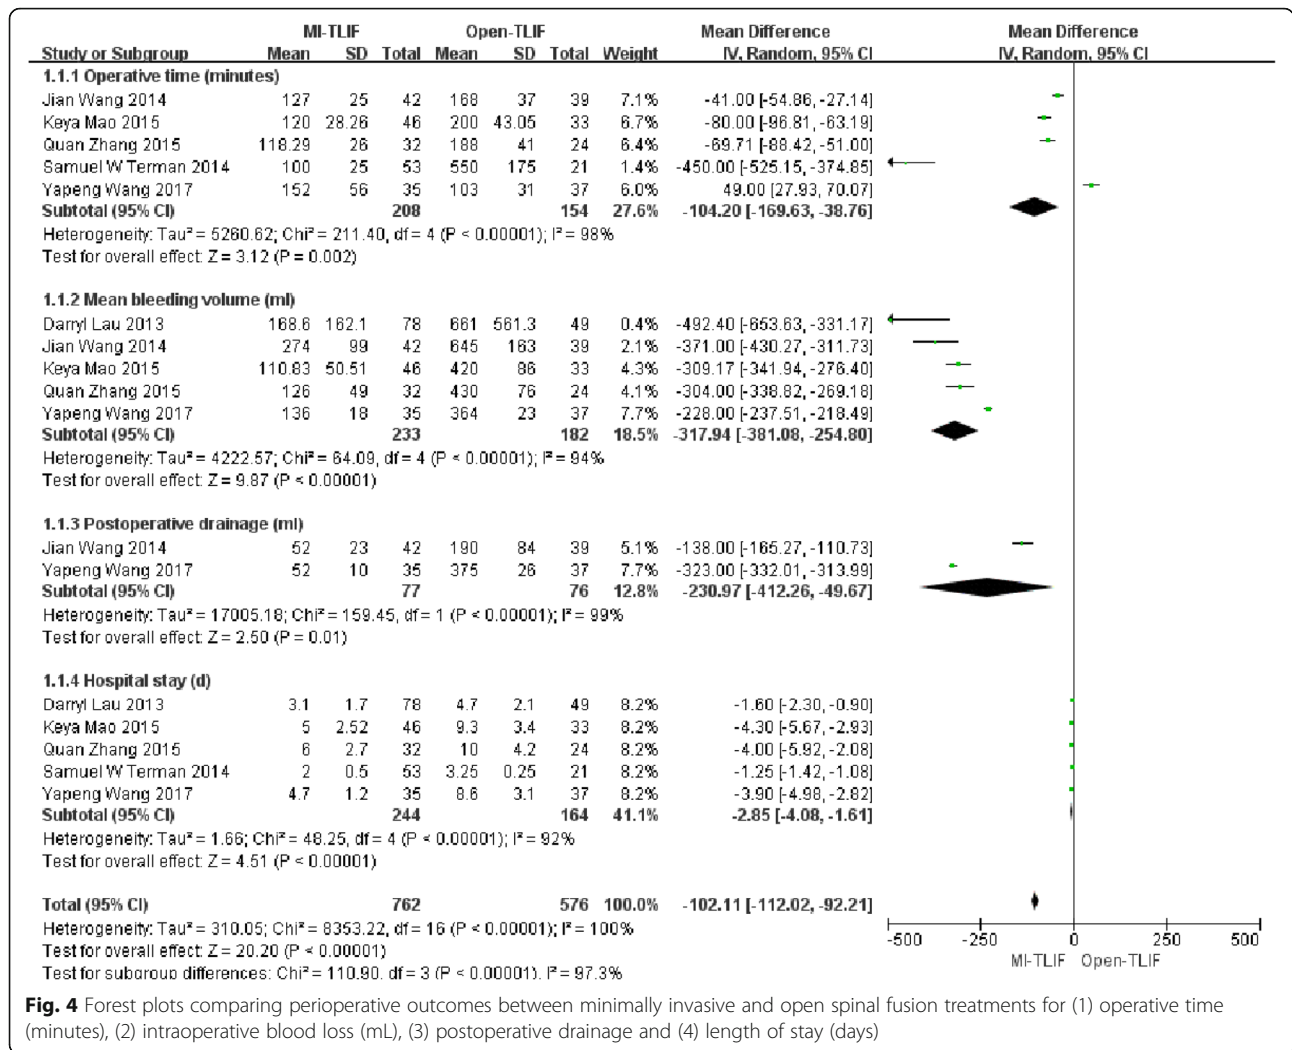 MI-TLIF Open-TLIF Mean Difference Mean Difference
Study or Subgroup Mean SD Total Mean SD Total Weight IV, Random, 95% CI IV, Random, 95% CI
1.1.1 Operative time (minutes)
Jian Wang 2014 127 25 42 168 37 39 7.1% -41.00 [-54.86, -27.14]
Keya Mao 2015 120 28.26 46 200 43.05 33 6.7% -80.00 [-96.81, -63.19]
Quan Zhang 2015 118.29 26 32 188 41 24 6.4% -69.71 [-88.42, -51.00]
Samuel W Terman 2014 100 25 53 550 175 21 1.4% -450.00 [-525.15, -374.85]
Yapeng Wang 2017 152 56 35 103 31 37 6.0% 49.00 [27.93, 70.07]
Subtotal (95% CI) 208 154 27.6% -104.20 [-169.63, -38.76]
Heterogeneity: Tau² = 5260.62; Chi² = 211.40, df = 4 (P < 0.00001); I² = 98%
Test for overall effect: Z = 3.12 (P = 0.002)
1.1.2 Mean bleeding volume (ml)
Darryl Lau 2013 168.6 162.1 78 661 561.3 49 0.4% -492.40 [-653.63, -331.17]
Jian Wang 2014 274 99 42 645 163 39 2.1% -371.00 [-430.27, -311.73]
Keya Mao 2015 110.83 50.51 46 420 86 33 4.3% -309.17 [-341.94, -276.40]
Quan Zhang 2015 126 49 32 430 76 24 4.1% -304.00 [-338.82, -269.18]
Yapeng Wang 2017 136 18 35 364 23 37 7.7% -228.00 [-237.51, -218.49]
Subtotal (95% CI) 233 182 18.5% -317.94 [-381.08, -254.80]
Heterogeneity: Tau² = 4222.57; Chi² = 64.09, df = 4 (P < 0.00001); I² = 94%
Test for overall effect: Z = 9.87 (P < 0.00001)
1.1.3 Postoperative drainage (ml)
Jian Wang 2014 52 23 42 190 84 39 5.1% -138.00 [-165.27, -110.73]
Yapeng Wang 2017 52 10 35 375 26 37 7.7% -323.00 [-332.01, -313.99]
Subtotal (95% CI) 77 76 12.8% -230.97 [-412.26, -49.67]
Heterogeneity: Tau² = 17005.18; Chi² = 159.45, df = 1 (P < 0.00001); I² = 99%
Test for overall effect: Z = 2.50 (P = 0.01)
1.1.4 Hospital stay (d)
Darryl Lau 2013 3.1 1.7 78 4.7 2.1 49 8.2% -1.60 [-2.30, -0.90]
Keya Mao 2015 5 2.52 46 9.3 3.4 33 8.2% -4.30 [-5.67, -2.93]
Quan Zhang 2015 6 2.7 32 10 4.2 24 8.2% -4.00 [-5.92, -2.08]
Samuel W Terman 2014 2 0.5 53 3.25 0.25 21 8.2% -1.25 [-1.42, -1.08]
Yapeng Wang 2017 4.7 1.2 35 8.6 3.1 37 8.2% -3.90 [-4.98, -2.82]
Subtotal (95% CI) 244 164 41.1% -2.85 [-4.08, -1.61]
Heterogeneity: Tau² = 1.66; Chi² = 48.25, df = 4 (P < 0.00001); I² = 92%
Test for overall effect: Z = 4.51 (P < 0.00001)
Total (95% CI) 762 576 100.0% -102.11 [-112.02, -92.21]
Heterogeneity: Tau² = 310.05; Chi² = 8353.22, df = 16 (P < 0.00001); I² = 100%
Test for overall effect: Z = 20.20 (P < 0.00001)
Test for subgroup differences: Chi² = 110.90, df = 3 (P < 0.00001), I² = 97.3%
-500 -250 0 250 500
MI-TLIF Open-TLIF
Fig. 4 Forest plots comparing perioperative outcomes between minimally invasive and open spinal fusion treatments for (1) operative time
(minutes), (2) intraoperative blood loss (mL), (3) postoperative drainage and (4) length of stay (days)